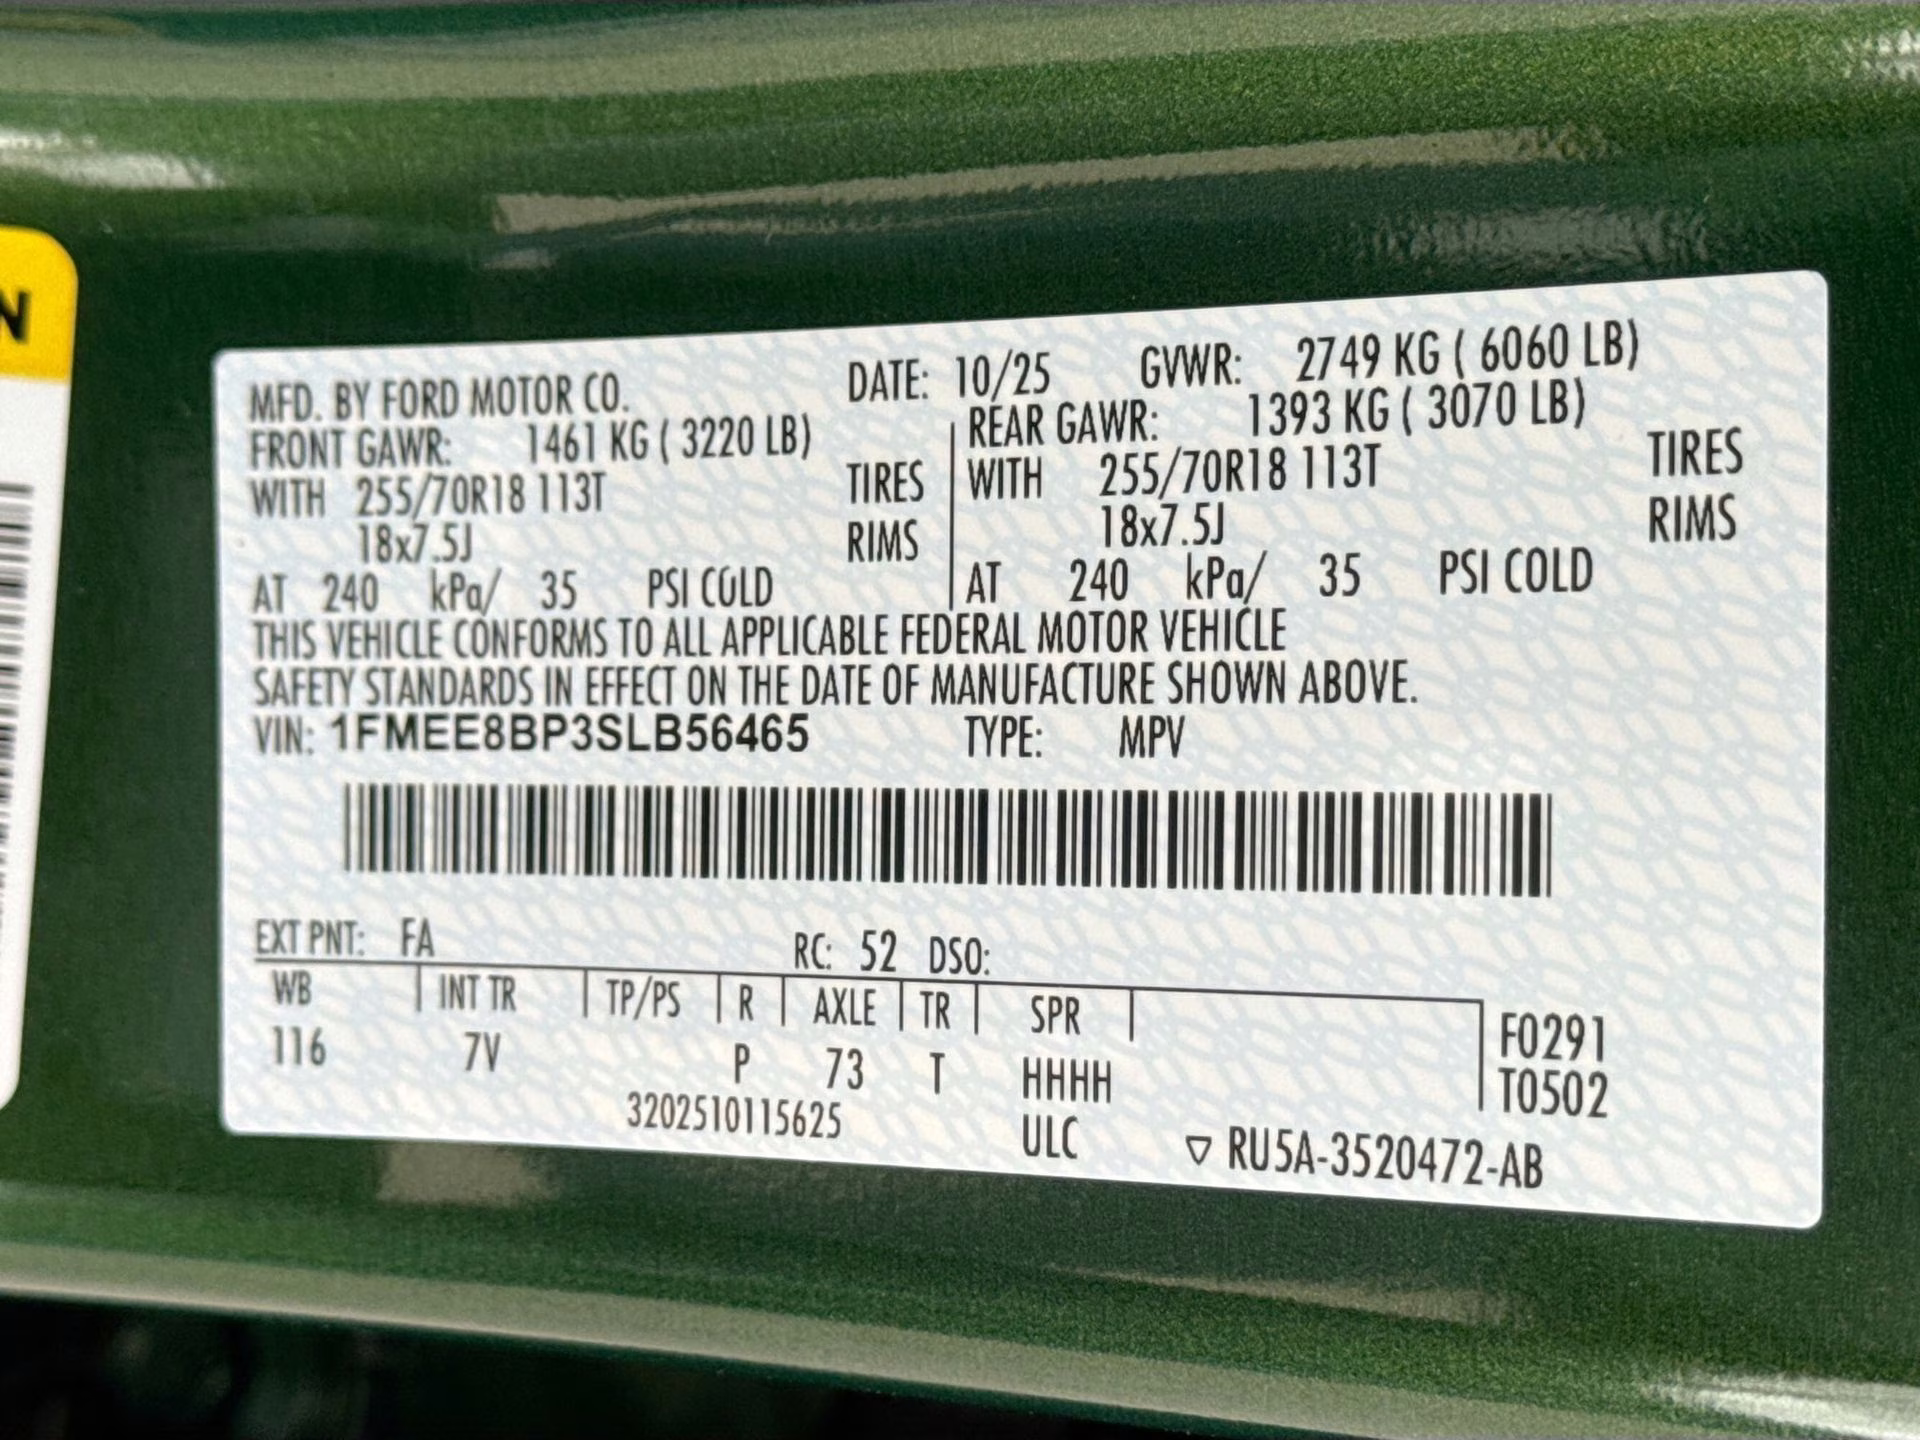 N
MFD. BY FORD MOTOR CO. DATE: 10/25 GVWR: 2749 KG ( 6060 LB)
FRONT GAWR: 1461 KG ( 3220 LB) REAR GAWR: 1393 KG ( 3070 LB)
WITH 255/70R18 113T TIRES WITH 255/70R18 113T TIRES
18x7.5J RIMS 18x7.5J RIMS
AT 240 kPa/ 35 PSI COLD AT 240 kPa/ 35 PSI COLD
THIS VEHICLE CONFORMS TO ALL APPLICABLE FEDERAL MOTOR VEHICLE
SAFETY STANDARDS IN EFFECT ON THE DATE OF MANUFACTURE SHOWN ABOVE.
VIN: 1FMEE8BP3SLB56465 TYPE: MPV
EXT PNT: FA RC: 52 DSO:
WB INT TR TP/PS R AXLE TR SPR F0291
116 7V P 73 T HHHH T0502
3202510115625 ULC ▽ RU5A-3520472-AB